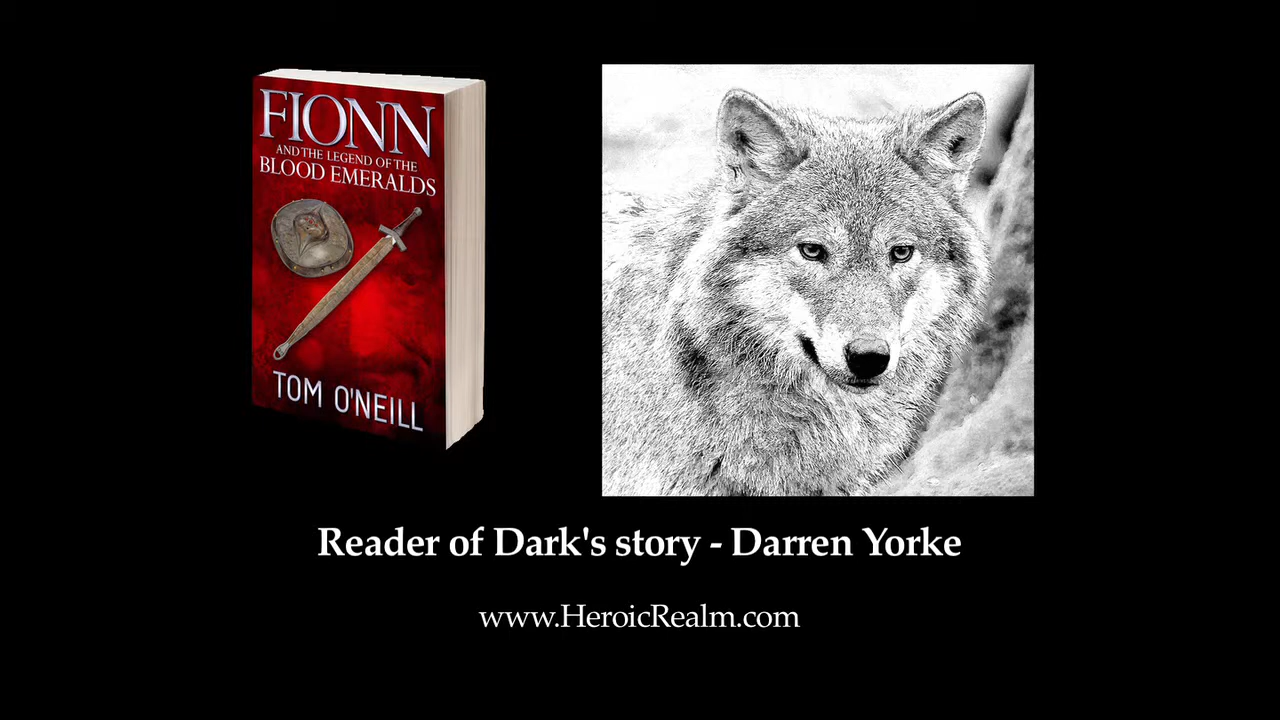 FIONN
AND THE LEGEND OF THE
BLOOD EMERALDS
TOM O'NEILL
Reader of Dark's story - Darren Yorke
www.HeroicRealm.com